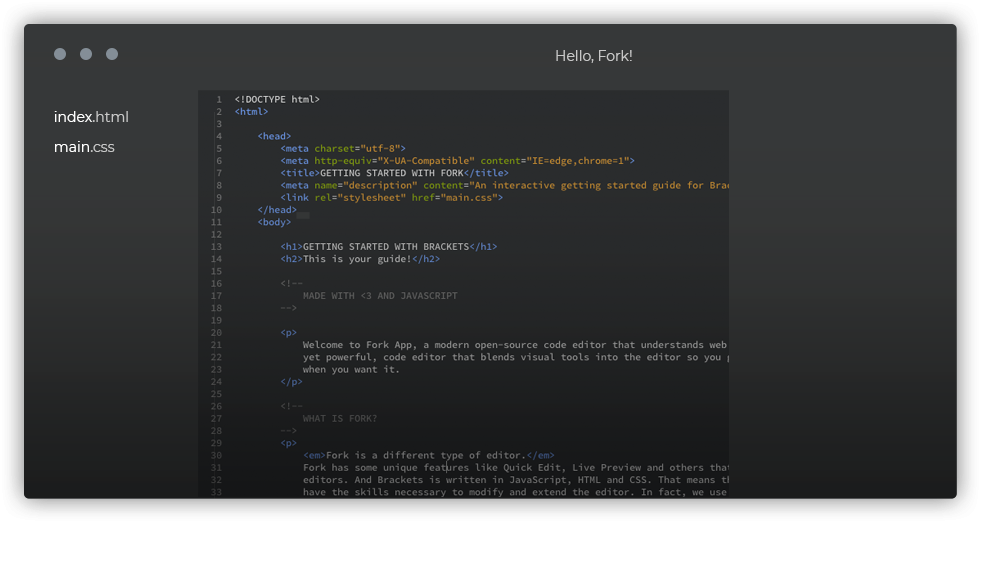 Hello, Fork!
index.html
main.css
1 <!DOCTYPE html>
2 <html>
3
4 <head>
5 <meta charset="utf-8">
6 <meta http-equiv="X-UA-Compatible" content="IE=edge,chrome=1">
7 <title>GETTING STARTED WITH FORK</title>
8 <meta name="description" content="An interactive getting started guide for
9 <link rel="stylesheet" href="main.css">
10 </head>
11 <body>
12
13 <h1>GETTING STARTED WITH BRACKETS</h1>
14 <h2>This is your guide!</h2>
15
16 <!--
17 MADE WITH <3 AND JAVASCRIPT
18 -->
19
20 <p>
21 Welcome to Fork App, a modern open-source code editor that understands web
22 yet powerful, code editor that blends visual tools into the editor so you
23 when you want it.
24 </p>
25
26 <!--
27 WHAT IS FORK?
28 -->
29 <p>
30 <em>Fork is a different type of editor.</em>
31 Fork has some unique features like Quick Edit, Live Preview and others
32 editors. And Brackets is written in JavaScript, HTML and CSS. That means
33 have the skills necessary to modify and extend the editor. In fact, we use